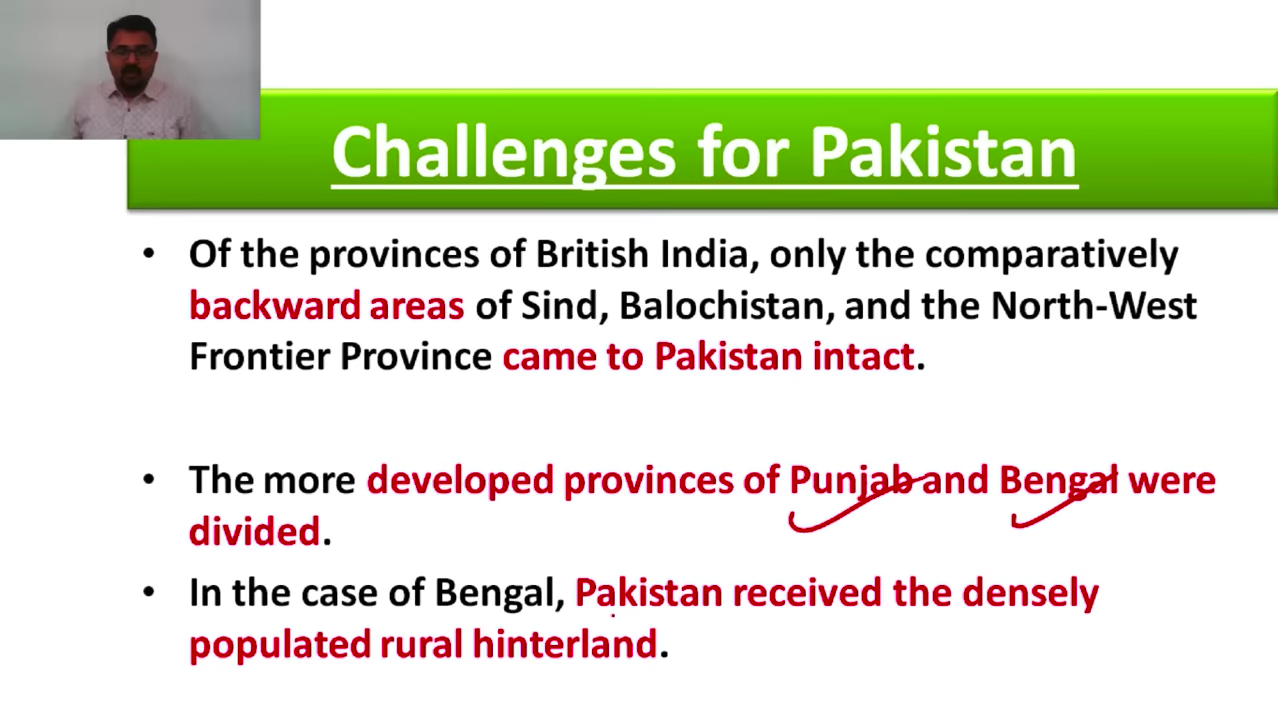 Challenges for Pakistan
• Of the provinces of British India, only the comparatively
backward areas of Sind, Balochistan, and the North-West
Frontier Province came to Pakistan intact.
• The more developed provinces of Punjab and Bengal were
divided.
• In the case of Bengal, Pakistan received the densely
populated rural hinterland.